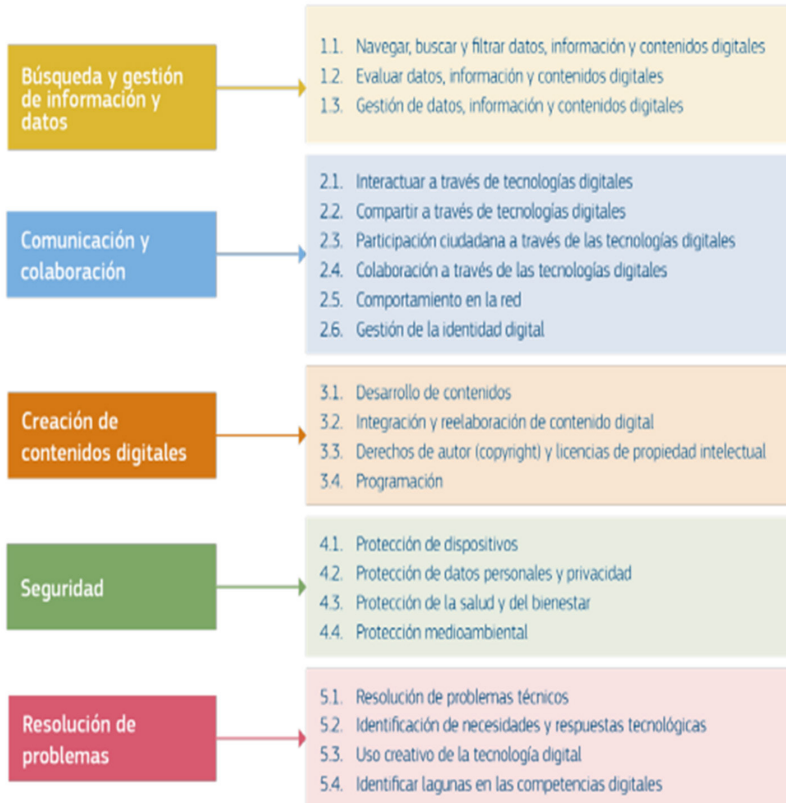 Búsqueda y gestión
de información y
datos
1.1. Navegar, buscar y filtrar datos, información y contenidos digitales
1.2. Evaluar datos, información y contenidos digitales
1.3. Gestión de datos, información y contenidos digitales
Comunicación y
colaboración
2.1. Interactuar a través de tecnologías digitales
2.2. Compartir a través de tecnologías digitales
2.3. Participación ciudadana a través de las tecnologías digitales
2.4. Colaboración a través de las tecnologías digitales
2.5. Comportamiento en la red
2.6. Gestión de la identidad digital
Creación de
contenidos digitales
3.1. Desarrollo de contenidos
3.2. Integración y reelaboración de contenido digital
3.3. Derechos de autor (copyright) y licencias de propiedad intelectual
3.4. Programación
Seguridad
4.1. Protección de dispositivos
4.2. Protección de datos personales y privacidad
4.3. Protección de la salud y del bienestar
4.4. Protección medioambiental
Resolución de
problemas
5.1. Resolución de problemas técnicos
5.2. Identificación de necesidades y respuestas tecnológicas
5.3. Uso creativo de la tecnología digital
5.4. Identificar lagunas en las competencias digitales